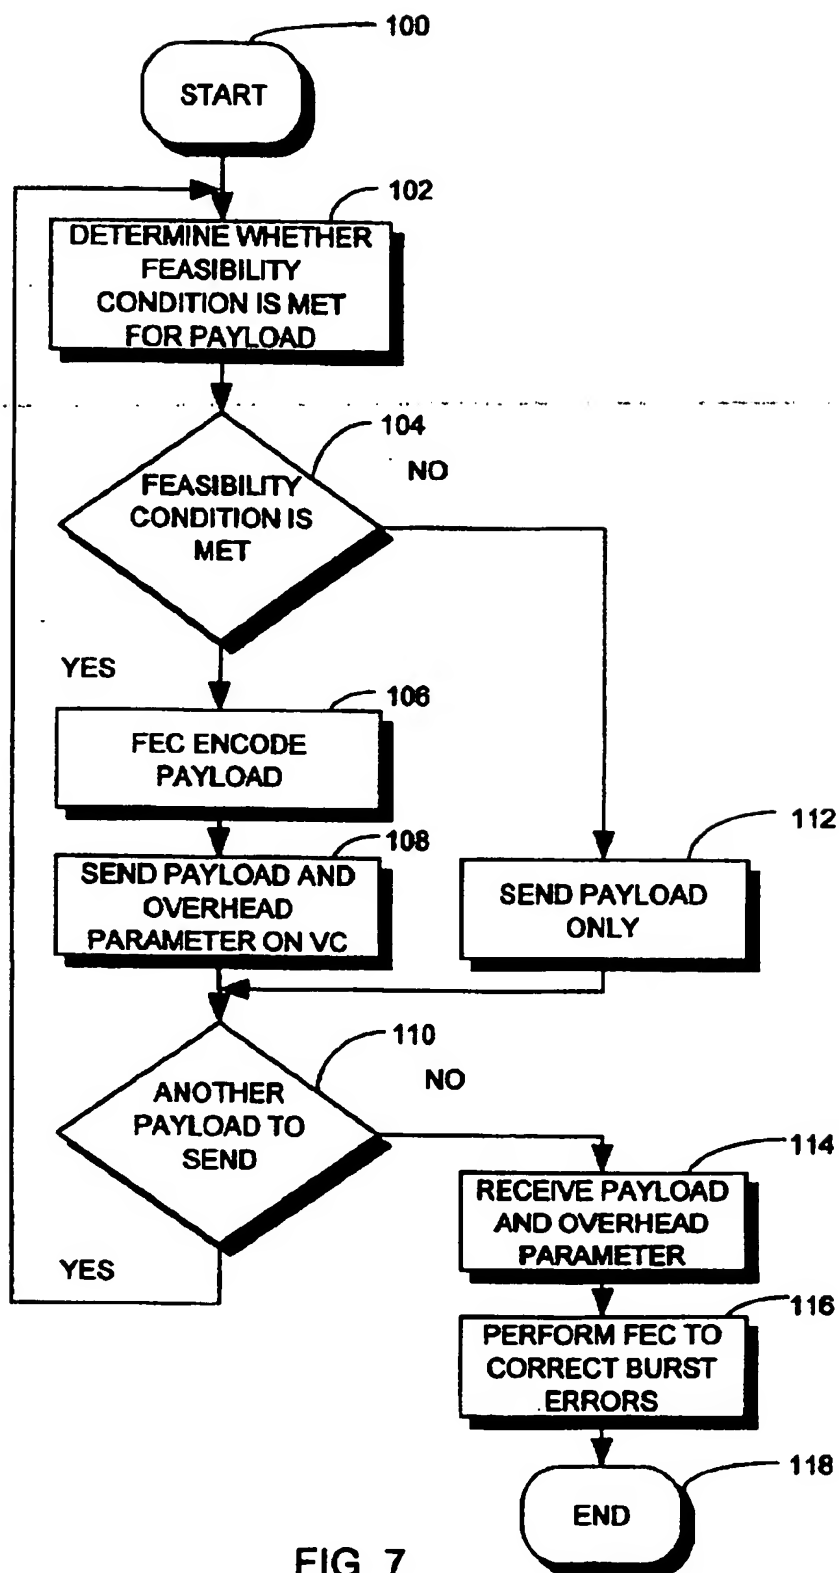 100
START
102
DETERMINE WHETHER
FEASIBILITY
CONDITION IS MET
FOR PAYLOAD
104
NO
FEASIBILITY
CONDITION IS
MET
YES
106
FEC ENCODE
PAYLOAD
108
SEND PAYLOAD AND
OVERHEAD
PARAMETER ON VC
112
SEND PAYLOAD
ONLY
110
NO
ANOTHER
PAYLOAD TO
SEND
YES
114
RECEIVE PAYLOAD
AND OVERHEAD
PARAMETER
116
PERFORM FEC TO
CORRECT BURST
ERRORS
118
END
FIG. 7